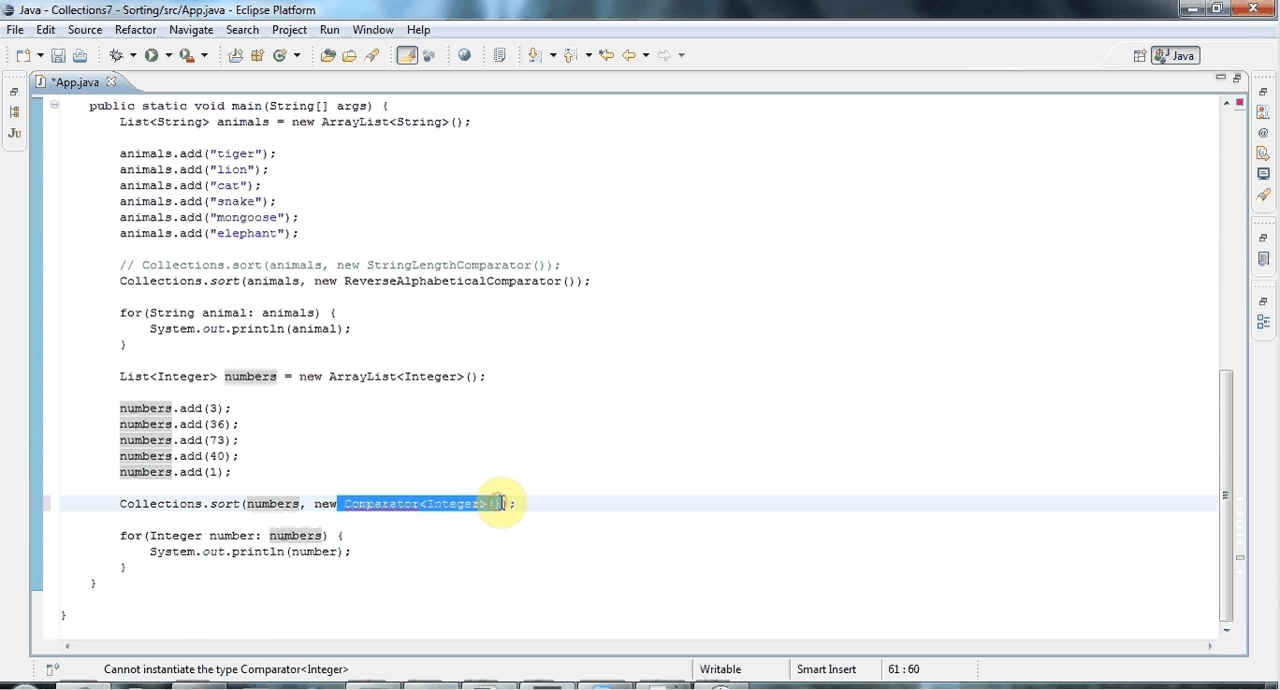 Java - Collections7 - Sorting/src/App.java - Eclipse Platform
File Edit Source Refactor Navigate Search Project Run Window Help
Java
*App.java
public static void main(String[] args) {
List<String> animals = new ArrayList<String>();
animals.add("tiger");
animals.add("lion");
animals.add("cat");
animals.add("snake");
animals.add("mongoose");
animals.add("elephant");
// Collections.sort(animals, new StringLengthComparator());
Collections.sort(animals, new ReverseAlphabeticalComparator());
for(String animal: animals) {
System.out.println(animal);
}
List<Integer> numbers = new ArrayList<Integer>();
numbers.add(3);
numbers.add(36);
numbers.add(73);
numbers.add(40);
numbers.add(1);
Collections.sort(numbers, new Comparator<Integer>());
for(Integer number: numbers) {
System.out.println(number);
}
}
}
Cannot instantiate the type Comparator<Integer> Writable Smart Insert 61 : 60